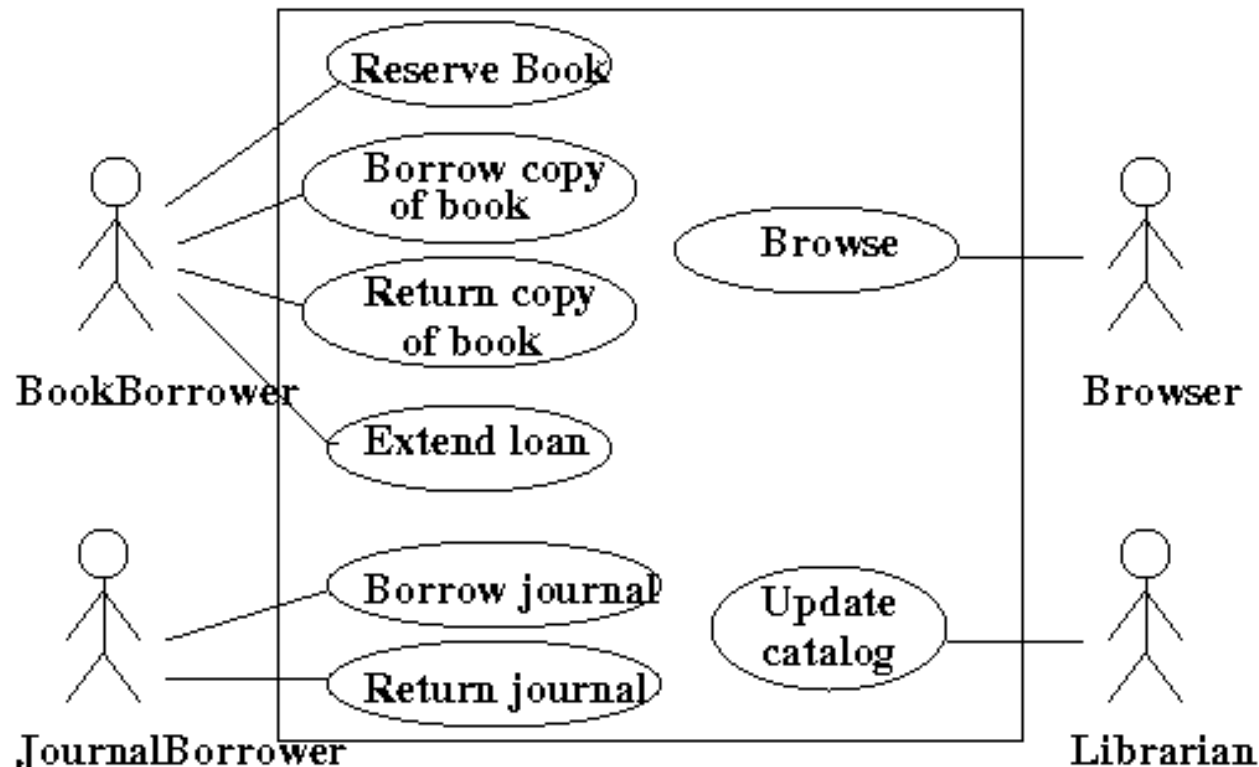 Reserve Book
Borrow copy
of book
Return copy
of book
Browse
BookBorrower
Browser
Extend loan
Borrow journal
Return journal
Update
catalog
JournalBorrower
Librarian